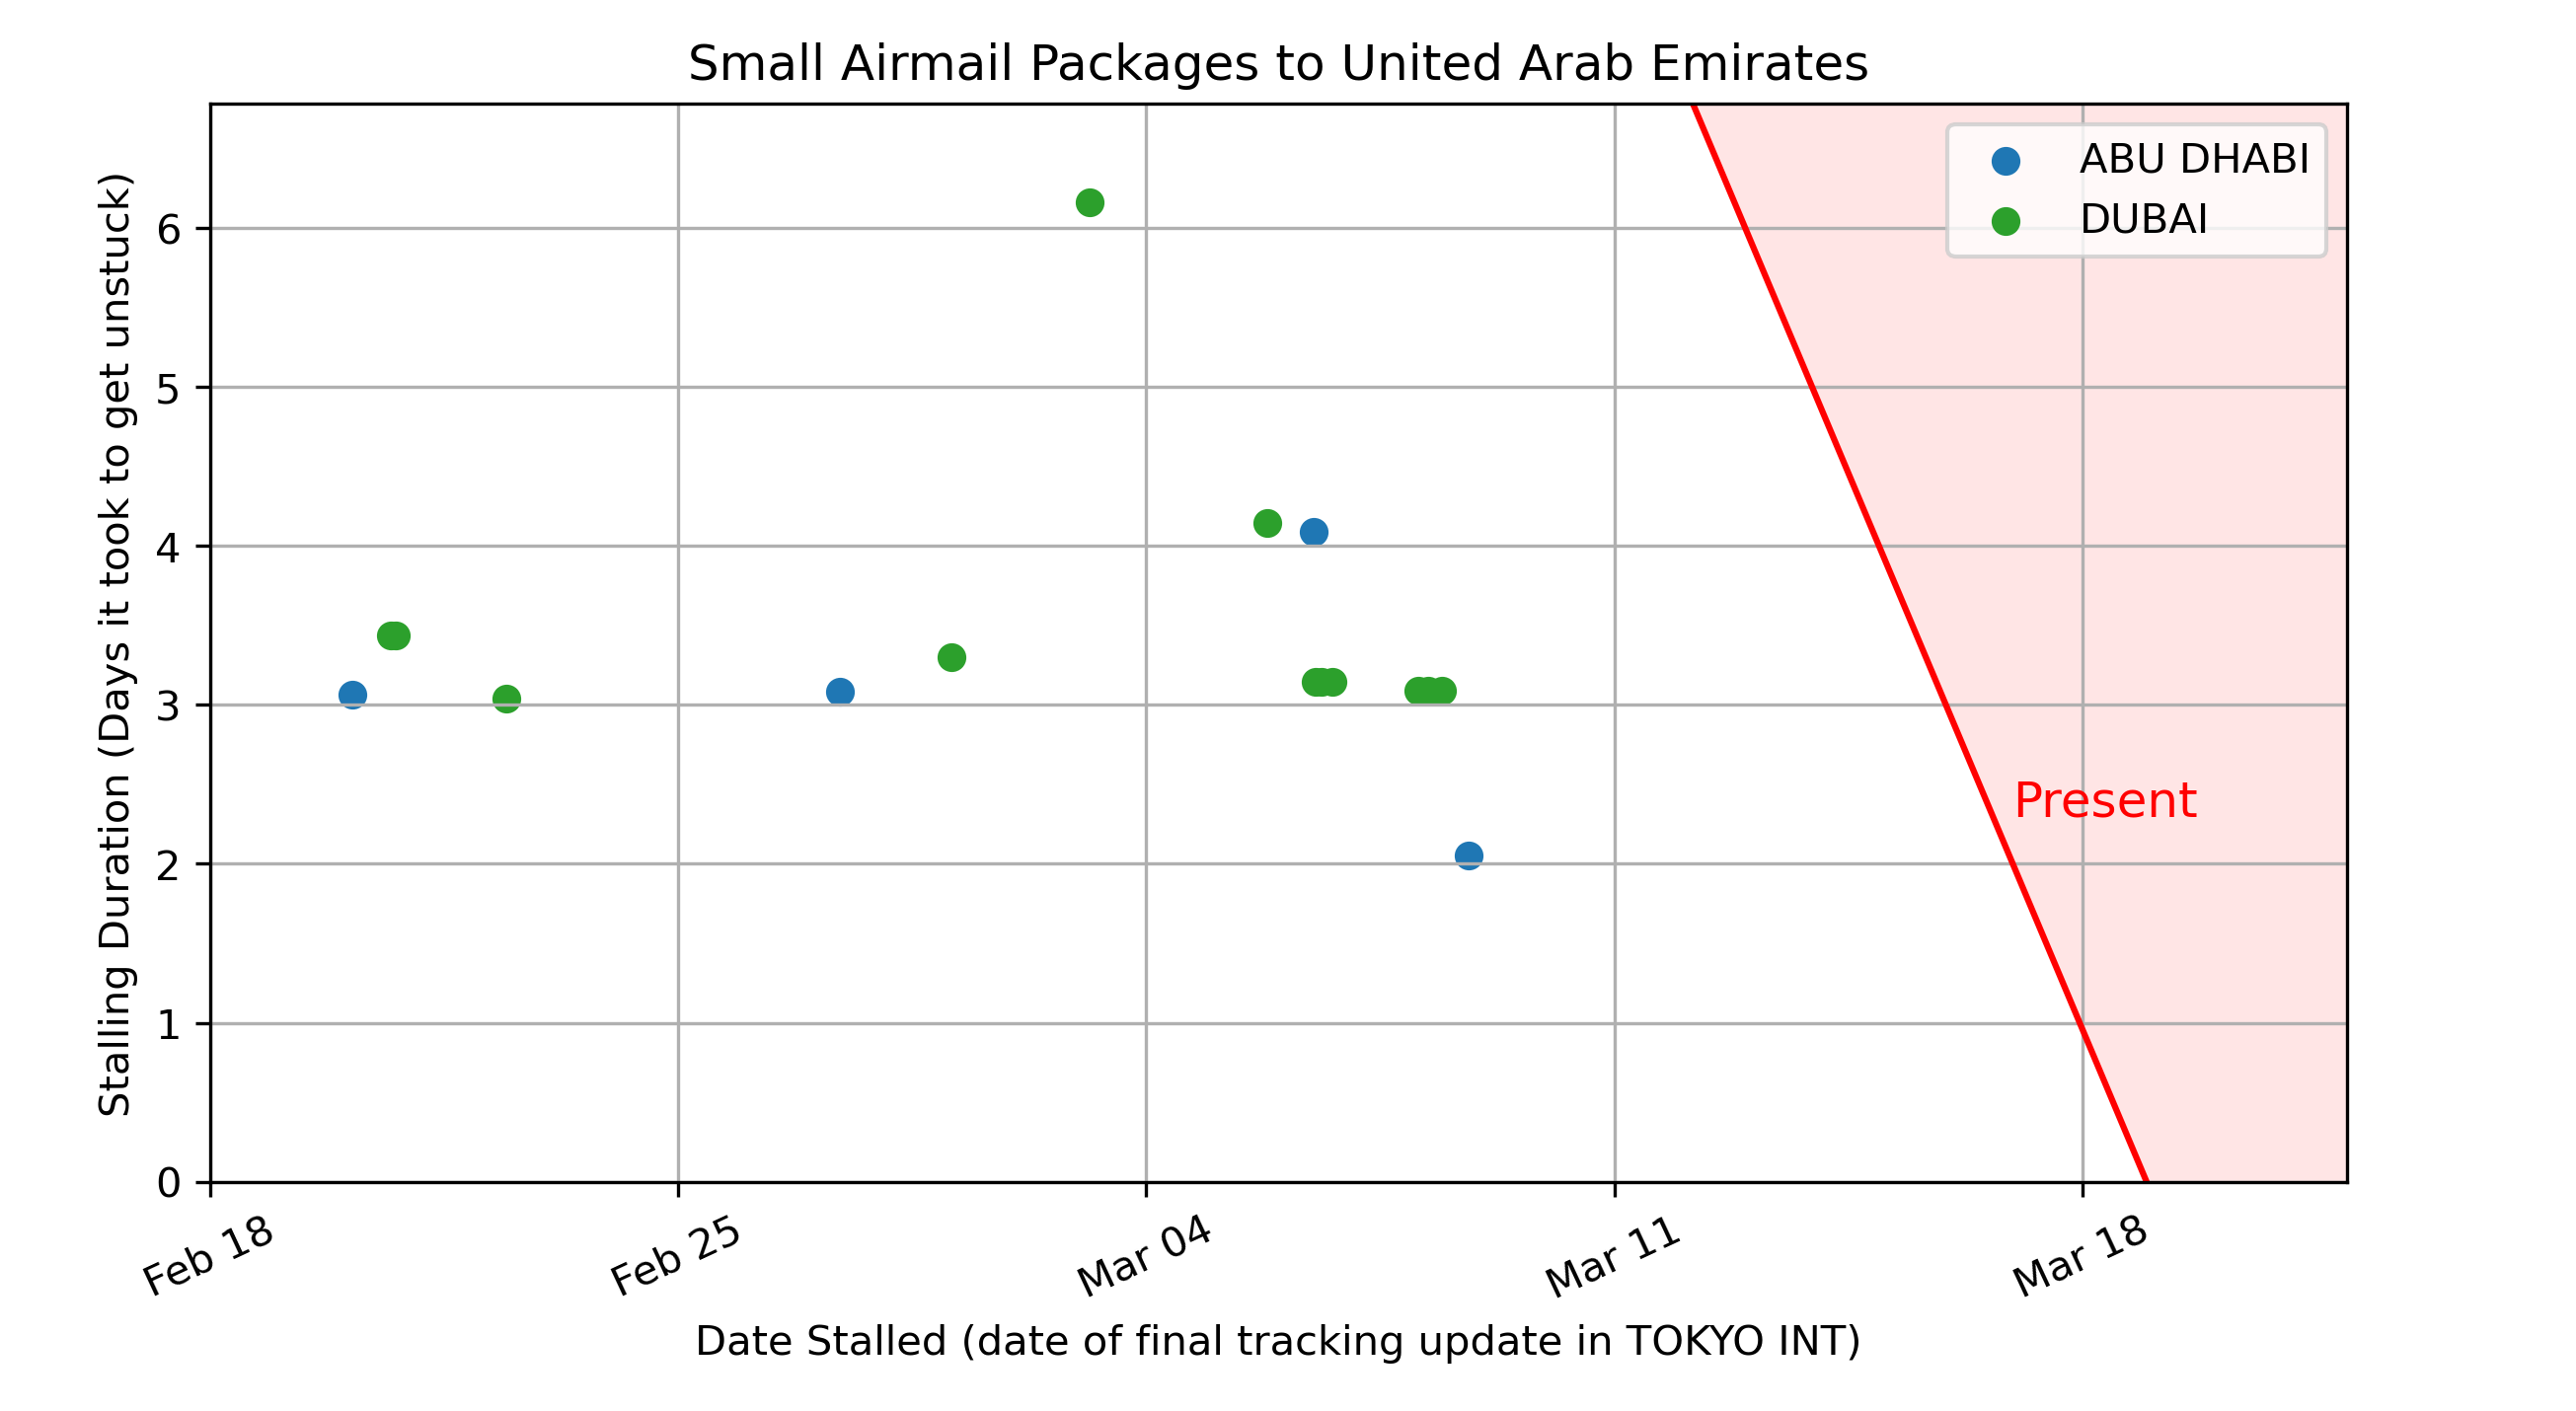 Small Airmail Packages to United Arab Emirates
Stalling Duration (Days it took to get unstuck)
6
5
4
3
2
1
0
ABU DHABI
DUBAI
Present
Feb 18
Feb 25
Mar 04
Mar 11
Mar 18
Date Stalled (date of final tracking update in TOKYO INT)